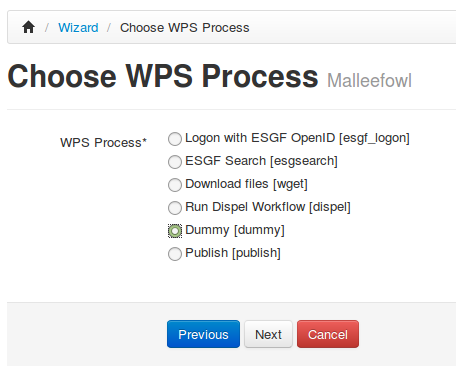 / Wizard / Choose WPS Process
Choose WPS Process Malleefowl
WPS Process*
Logon with ESGF OpenID [esgf_logon]
ESGF Search [esgsearch]
Download files [wget]
Run Dispel Workflow [dispel]
Dummy [dummy]
Publish [publish]
Previous Next Cancel